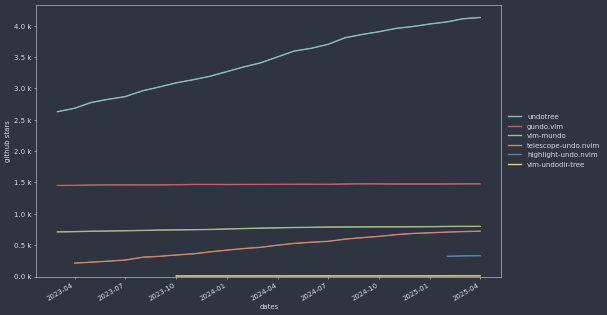 4.0 k
3.5 k
3.0 k
2.5 k
2.0 k
1.5 k
1.0 k
0.5 k
0.0 k
github stars
2023-04
2023-07
2023-10
2024-01
2024-04
2024-07
2024-10
2025-01
2025-04
dates
undotree
gundo.vim
vim-mundo
telescope-undo.nvim
highlight-undo.nvim
vim-undodir-tree